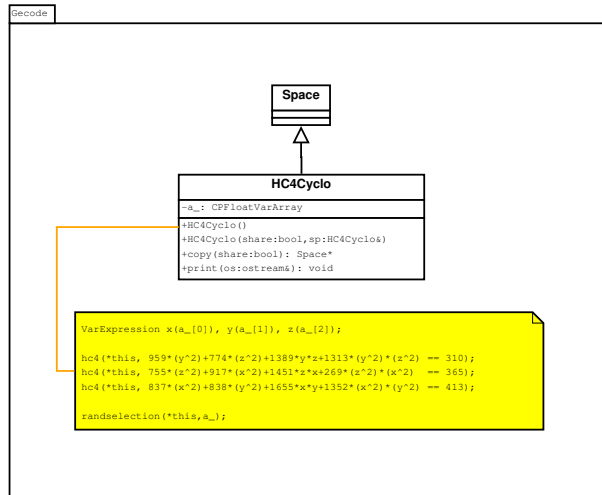 Gecode
Space
HC4Cyclo
-a_: CPFloatVarArray
+HC4Cyclo()
+HC4Cyclo(share:bool,sp:HC4Cyclo&)
+copy(share:bool): Space*
+print(os:ostream&): void
VarExpression x(a_[0]), y(a_[1]), z(a_[2]);
hc4(*this, 959*(y^2)+774*(z^2)+1389*y*z+1313*(y^2)*(z^2) == 310);
hc4(*this, 755*(z^2)+917*(x^2)+1451*z*x+269*(z^2)*(x^2)  == 365);
hc4(*this, 837*(x^2)+838*(y^2)+1655*x*y+1352*(x^2)*(y^2) == 413);
randselection(*this,a_);